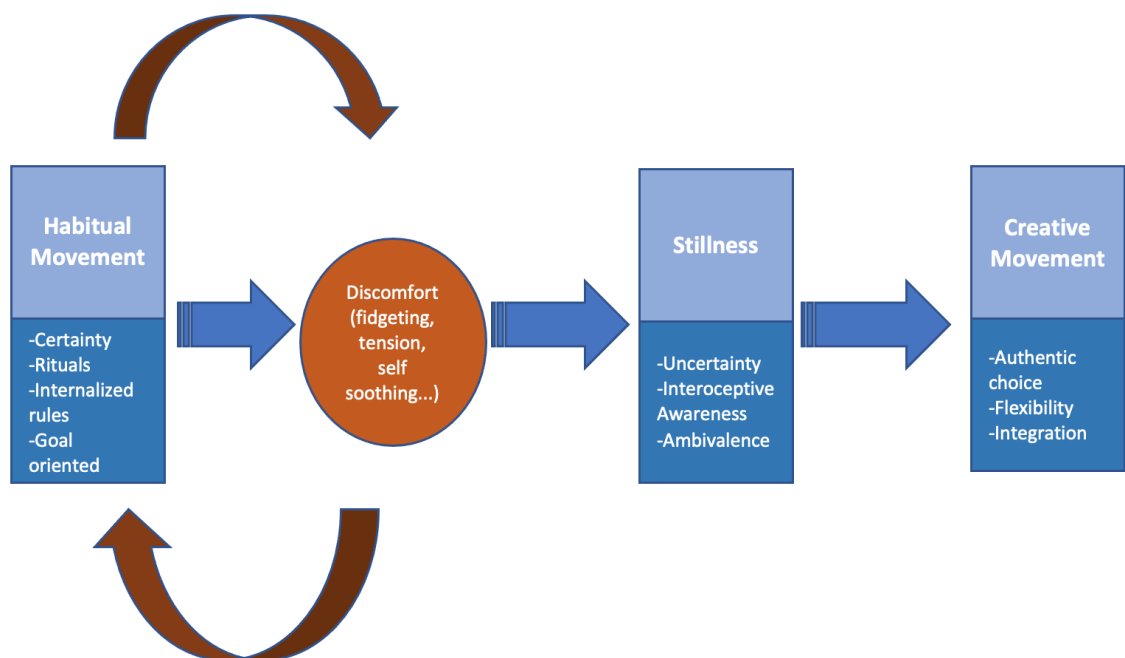 Habitual
Movement
-Certainty
-Rituals
-Internalized
rules
-Goal
oriented
Discomfort
(fidgeting,
tension,
self
soothing...)
Stillness
-Uncertainty
-Interoceptive
Awareness
-Ambivalence
Creative
Movement
-Authentic
choice
-Flexibility
-Integration